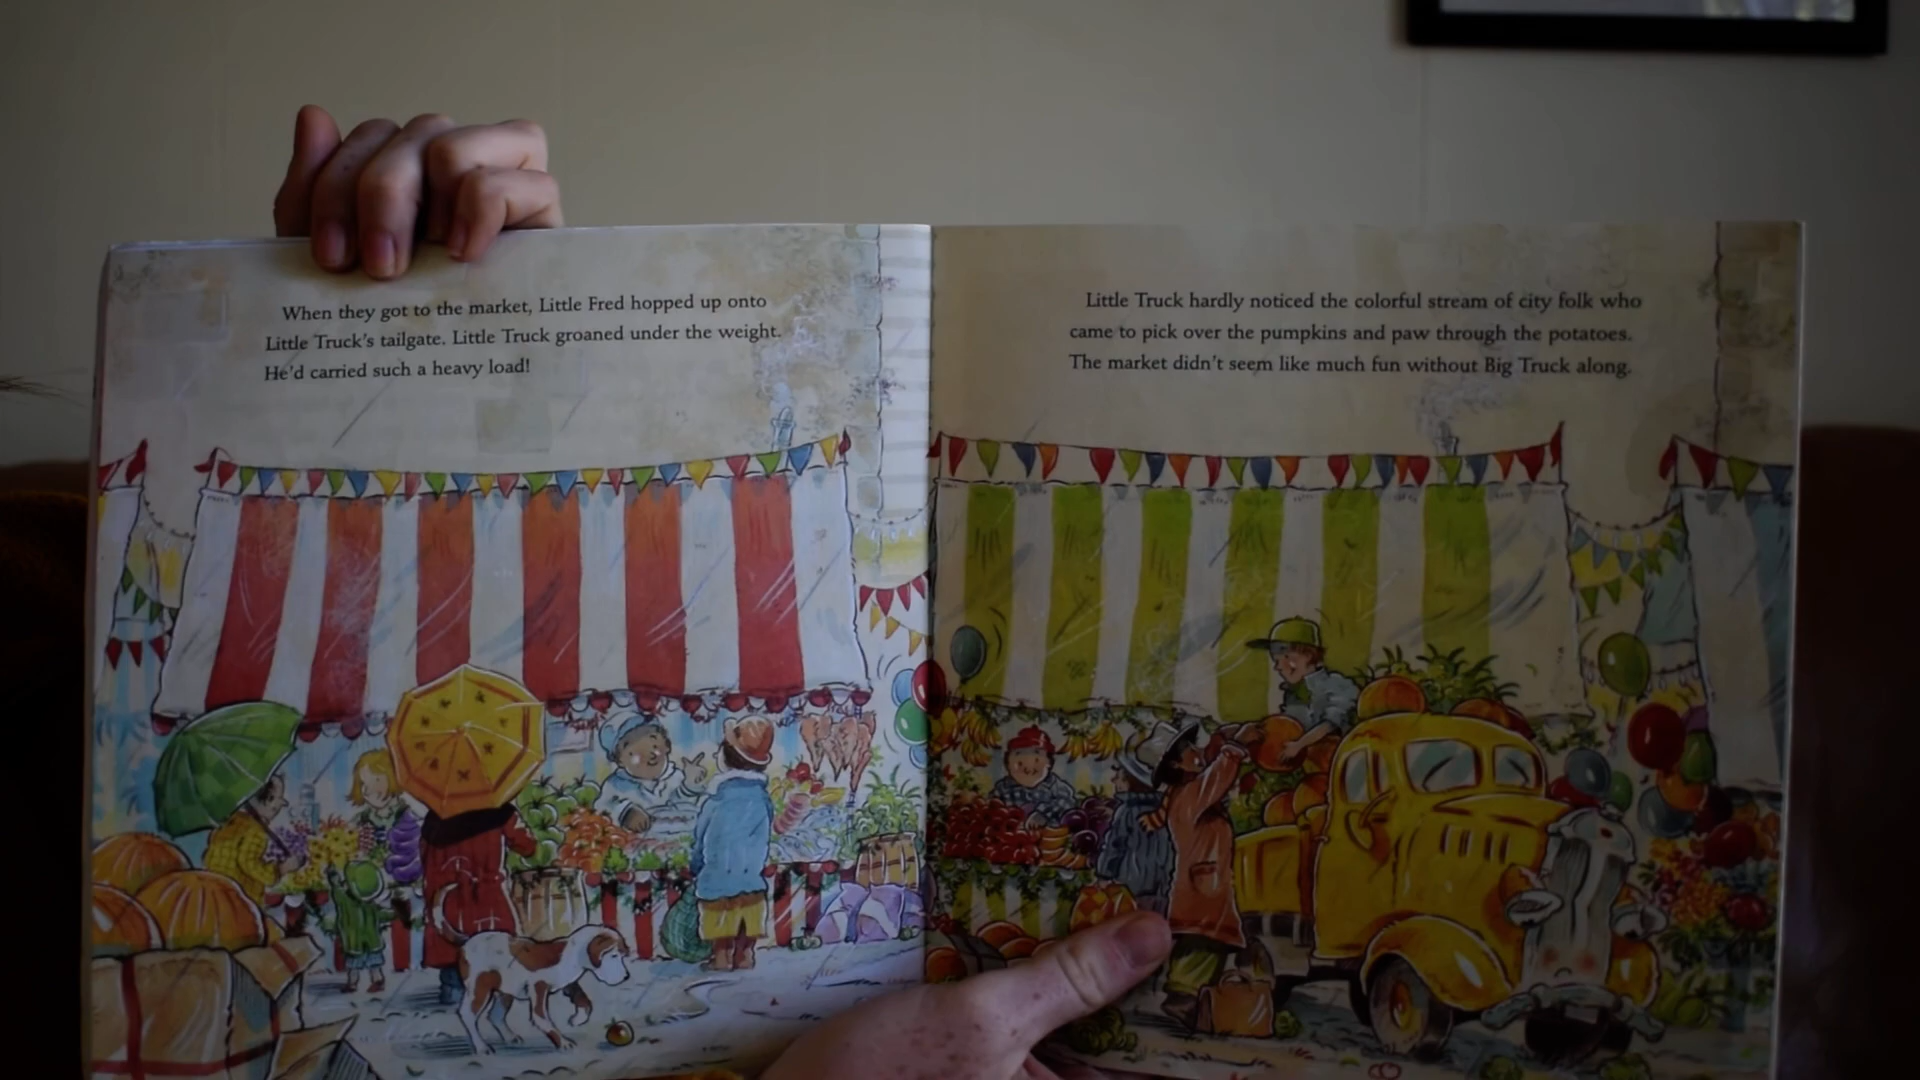 When they got to the market, Little Fred hopped up onto
Little Truck's tailgate. Little Truck groaned under the weight.
He'd carried such a heavy load!
Little Truck hardly noticed the colorful stream of city folk who
came to pick over the pumpkins and paw through the potatoes.
The market didn't seem like much fun without Big Truck along.